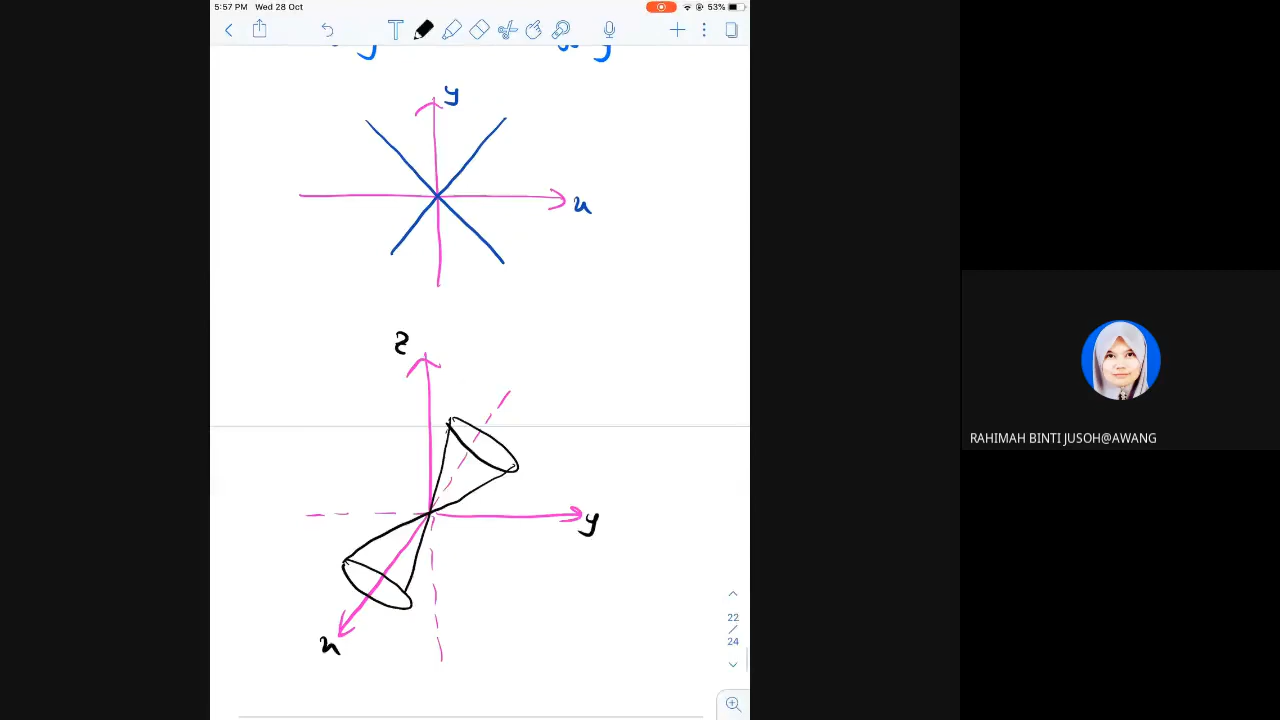 5:57 PM Wed 28 Oct
53%
T
y
y
y
x
z
y
x
22
/
24
RAHIMAH BINTI JUSOH@AWANG